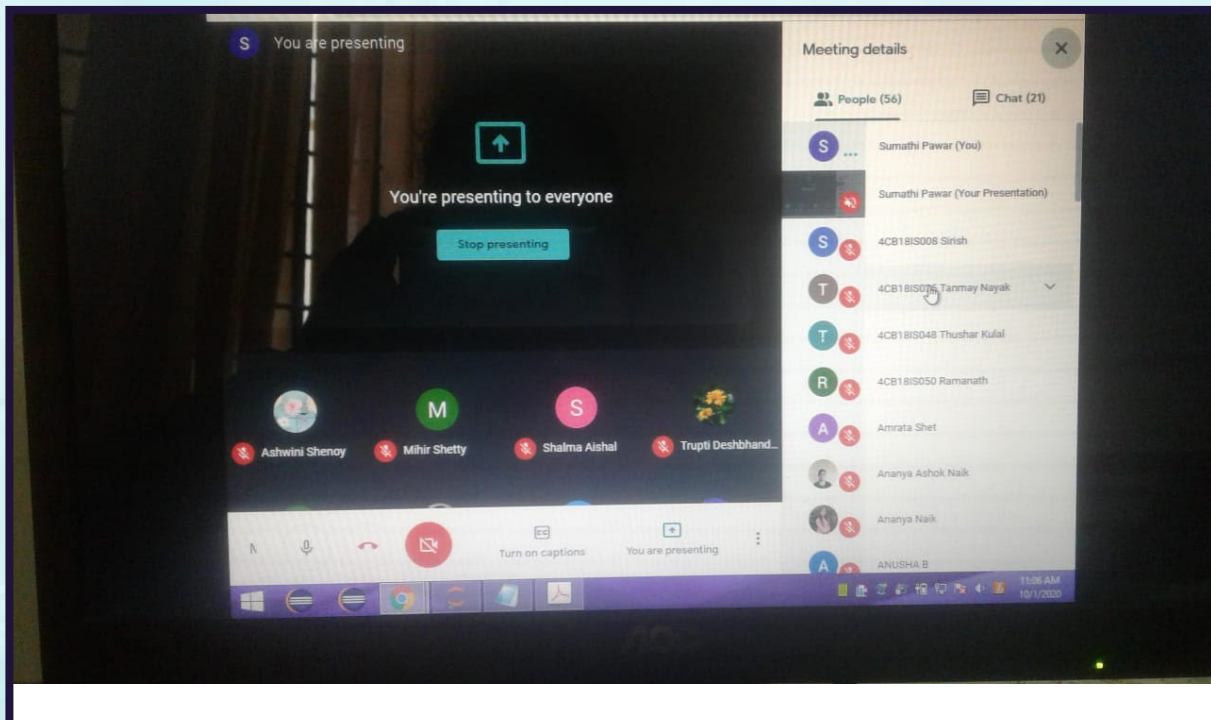 S You are presenting
You're presenting to everyone
Stop presenting
Ashwini Shenoy
M Mihir Shetty
S Shalma Aishal
Trupti Deshbhand...
Turn on captions
You are presenting
Meeting details
People (56) Chat (21)
S ... Sumathi Pawar (You)
Sumathi Pawar (Your Presentation)
S 4CB18IS008 Sirish
T Tanmay Nayak
T 4CB18IS048 Thushar Kulal
R 4CB18IS050 Ramanath
A Amrata Shet
Ananya Ashok Naik
Ananya Naik
A ANUSHA B
11:06 AM
10/1/2020
AOC